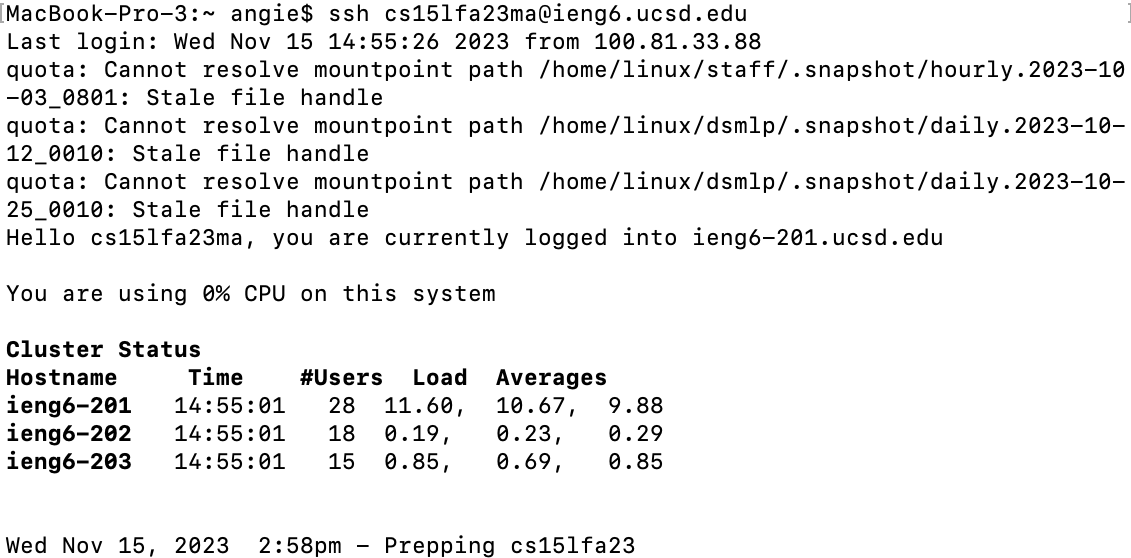 [MacBook-Pro-3:~ angie$ ssh cs15lfa23ma@ieng6.ucsd.edu ]
Last login: Wed Nov 15 14:55:26 2023 from 100.81.33.88
quota: Cannot resolve mountpoint path /home/linux/staff/.snapshot/hourly.2023-10
-03_0801: Stale file handle
quota: Cannot resolve mountpoint path /home/linux/dsmlp/.snapshot/daily.2023-10-
12_0010: Stale file handle
quota: Cannot resolve mountpoint path /home/linux/dsmlp/.snapshot/daily.2023-10-
25_0010: Stale file handle
Hello cs15lfa23ma, you are currently logged into ieng6-201.ucsd.edu
You are using 0% CPU on this system
Cluster Status
Hostname Time #Users Load Averages
ieng6-201 14:55:01 28 11.60, 10.67, 9.88
ieng6-202 14:55:01 18 0.19, 0.23, 0.29
ieng6-203 14:55:01 15 0.85, 0.69, 0.85
Wed Nov 15, 2023 2:58pm - Prepping cs15lfa23